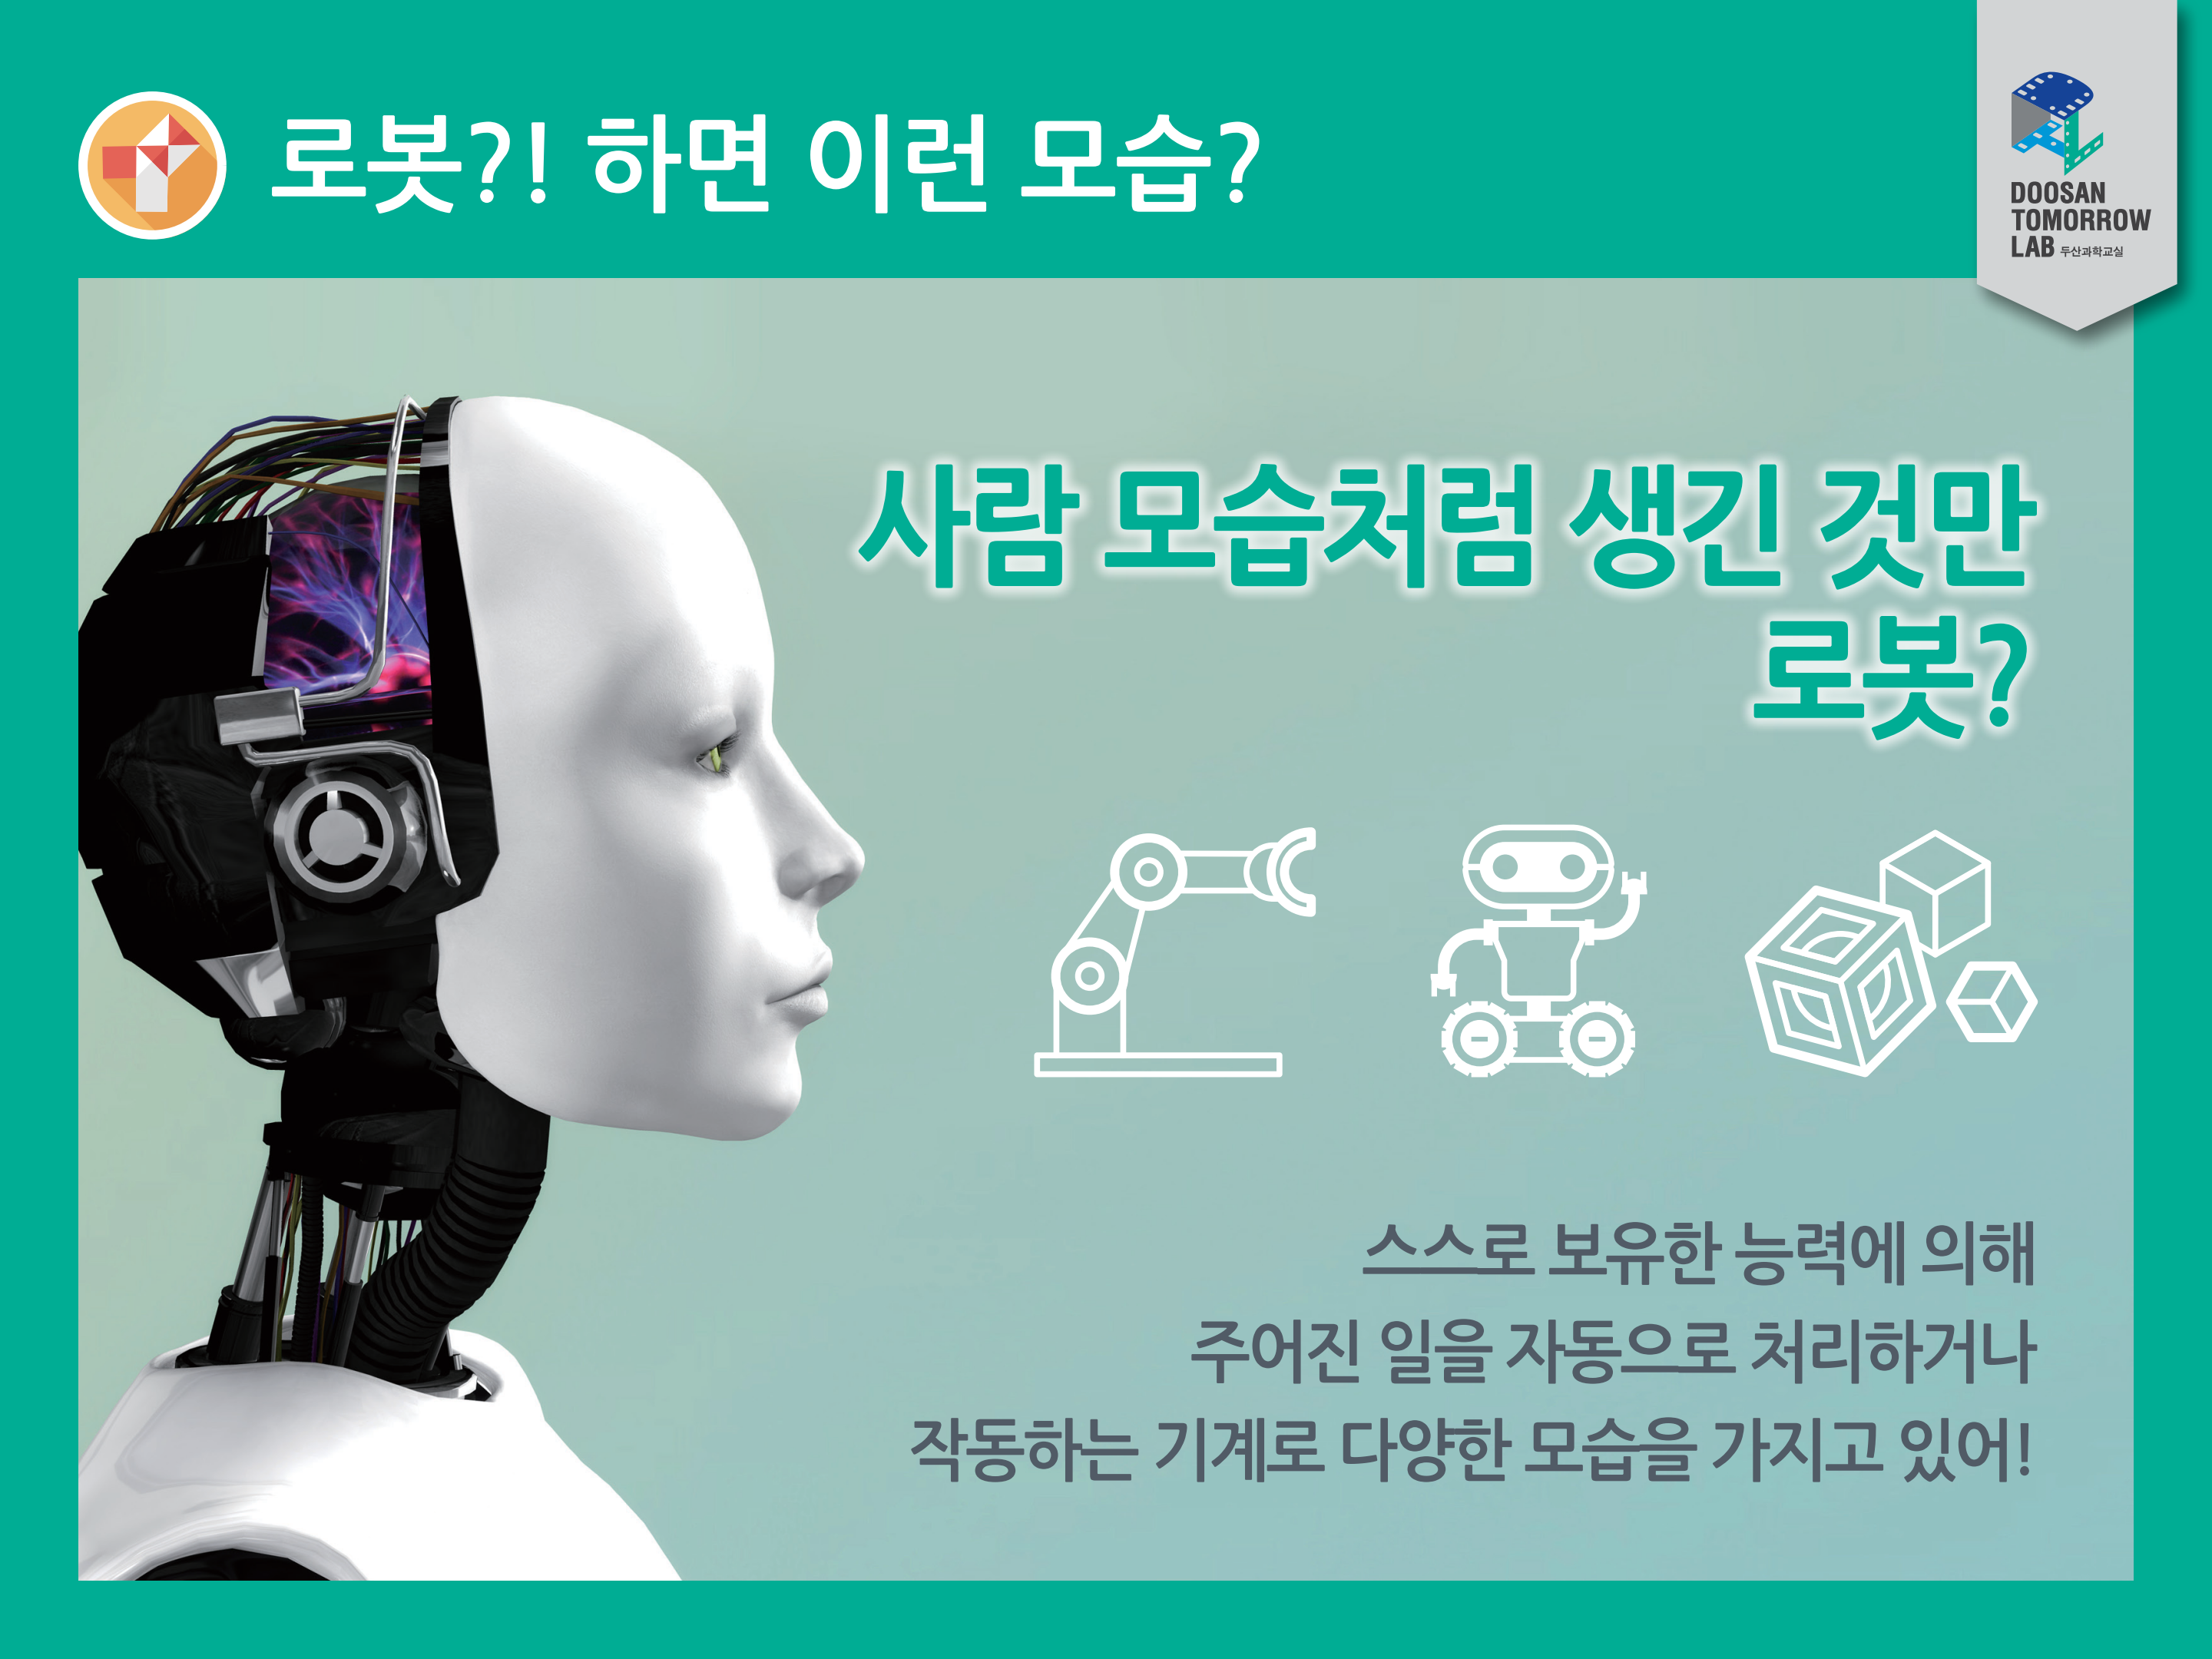 로봇?! 하면 이런 모습?
DOOSAN
TOMORROW
LAB 두산과학교실
사람 모습처럼 생긴 것만
로봇?
스스로 보유한 능력에 의해
주어진 일을 자동으로 처리하거나
작동하는 기계로 다양한 모습을 가지고 있어!